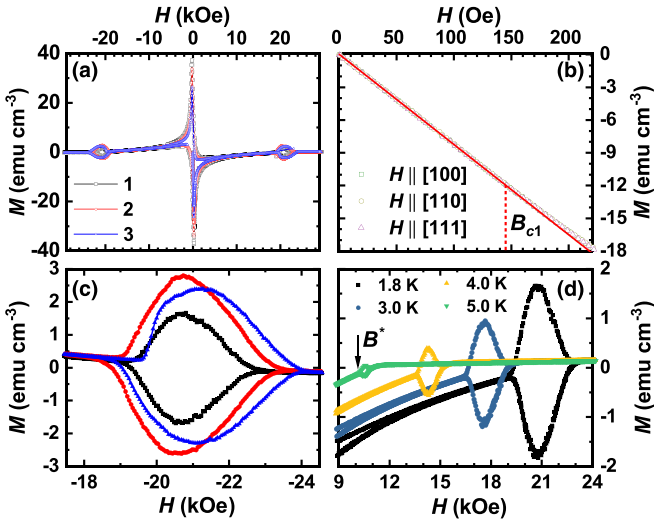 H (kOe)
H (Oe)
-20 -10 0 10 20
0 50 100 150 200
M (emu cm⁻³)
40
20
0
-20
40
(a)
1
2
3
(b)
H || [100]
H || [110]
H || [111]
B_c1
0
-3
-6
-9
-12
-15
-18
M (emu cm⁻³)
M (emu cm⁻³)
3
2
1
0
-1
-2
-3
(c)
-18 -20 -22 -24
H (kOe)
1.8 K
3.0 K
4.0 K
5.0 K
(d)
B*
2
1
0
1
2
M (emu cm⁻³)
9 12 15 18 21 24
H (kOe)